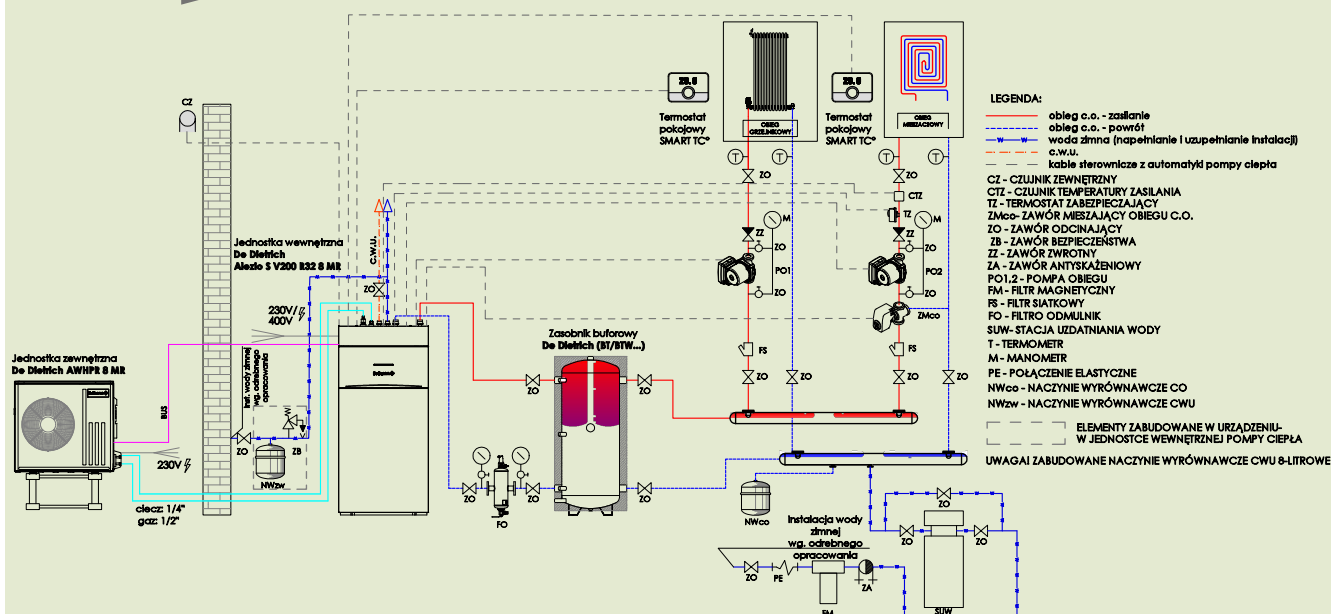 CZ
Jednostka wewnętrzna
De Dietrich
Alezio S V200 R32 8 MR
c.w.u.
ZO
230V/
400V
Jednostka zewnętrzna
De Dietrich AWHPR 8 MR
BUS
230V
ciecz: 1/4"
gaz: 1/2"
inst. wody zimnej
wg. odrebnego
opracowania
ZO
ZB
NWzw
Zasobnik buforowy
De Dietrich (BT/BTW...)
ZO
ZO
ZO
ZO
ZO
ZO
FO
Termostat
pokojowy
SMART TC°
OBIEG
GRZEJNIKOWY
Termostat
pokojowy
SMART TC°
OBIEG
MIESZACZOWY
T
T
T
T
ZO
ZO
CTZ
TZ
M
M
ZZ
ZZ
ZO
ZO
PO1
PO2
ZO
ZO
ZMco
FS
FS
ZO
ZO
ZO
ZO
NWco
Instalacja wody
zimnej
wg. odrebnego
opracowania
ZO
PE
FM
ZA
ZO
ZO
ZO
SUW
LEGENDA:
obieg c.o. - zasilanie
obieg c.o. - powrót
woda zimna (napełnianie i uzupełnianie instalacji)
c.w.u.
kable sterownicze z automatyki pompy ciepła
CZ - CZUJNIK ZEWNĘTRZNY
CTZ - CZUJNIK TEMPERATURY ZASILANIA
TZ - TERMOSTAT ZABEZPIECZAJĄCY
ZMco- ZAWÓR MIESZAJĄCY OBIEGU C.O.
ZO - ZAWÓR ODCINAJĄCY
ZB - ZAWÓR BEZPIECZEŃSTWA
ZZ - ZAWÓR ZWROTNY
ZA - ZAWÓR ANTYSKAŻENIOWY
PO1,2 - POMPA OBIEGU
FM - FILTR MAGNETYCZNY
FS - FILTR SIATKOWY
FO - FILTRO ODMULNIK
SUW- STACJA UZDATNIANIA WODY
T - TERMOMETR
M - MANOMETR
PE - POŁĄCZENIE ELASTYCZNE
NWco - NACZYNIE WYRÓWNAWCZE CO
NWzw - NACZYNIE WYRÓWNAWCZE CWU
ELEMENTY ZABUDOWANE W URZĄDZENIU-
W JEDNOSTCE WEWNĘTRZNEJ POMPY CIEPŁA
UWAGA! ZABUDOWANE NACZYNIE WYRÓWNAWCZE CWU 8-LITROWE